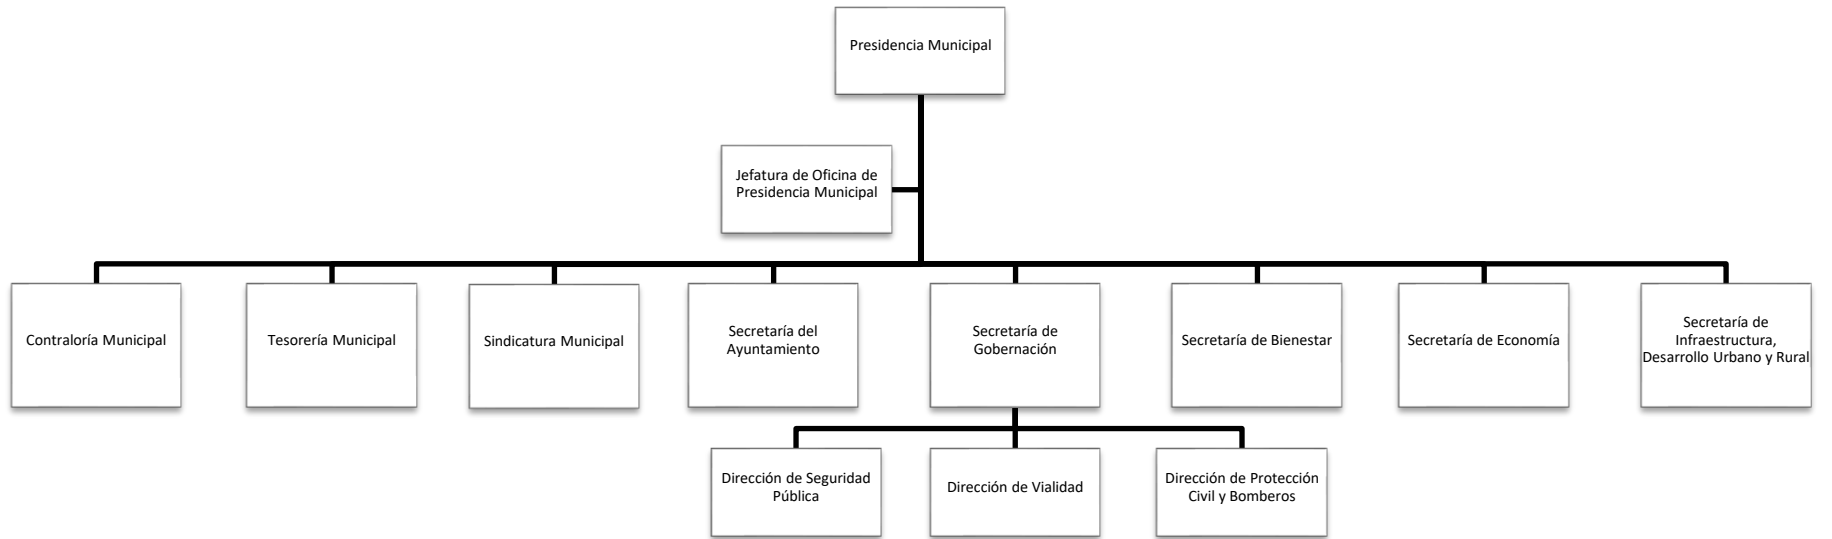 Presidencia Municipal
Jefatura de Oficina de
Presidencia Municipal
Contraloría Municipal
Tesorería Municipal
Sindicatura Municipal
Secretaría del
Ayuntamiento
Secretaría de
Gobernación
Secretaría de Bienestar
Secretaría de Economía
Secretaría de
Infraestructura,
Desarrollo Urbano y Rural
Dirección de Seguridad
Pública
Dirección de Vialidad
Dirección de Protección
Civil y Bomberos